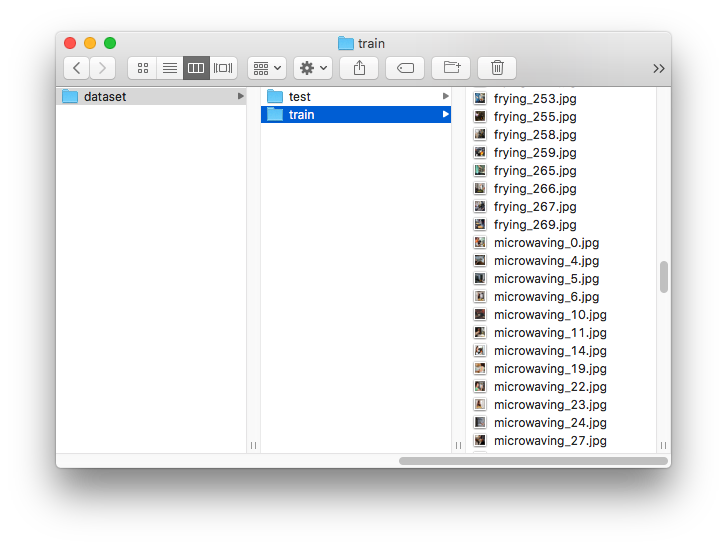 train
dataset
test
train
frying_253.jpg
frying_255.jpg
frying_258.jpg
frying_259.jpg
frying_265.jpg
frying_266.jpg
frying_267.jpg
frying_269.jpg
microwaving_0.jpg
microwaving_4.jpg
microwaving_5.jpg
microwaving_6.jpg
microwaving_10.jpg
microwaving_11.jpg
microwaving_14.jpg
microwaving_19.jpg
microwaving_22.jpg
microwaving_23.jpg
microwaving_24.jpg
microwaving_27.jpg